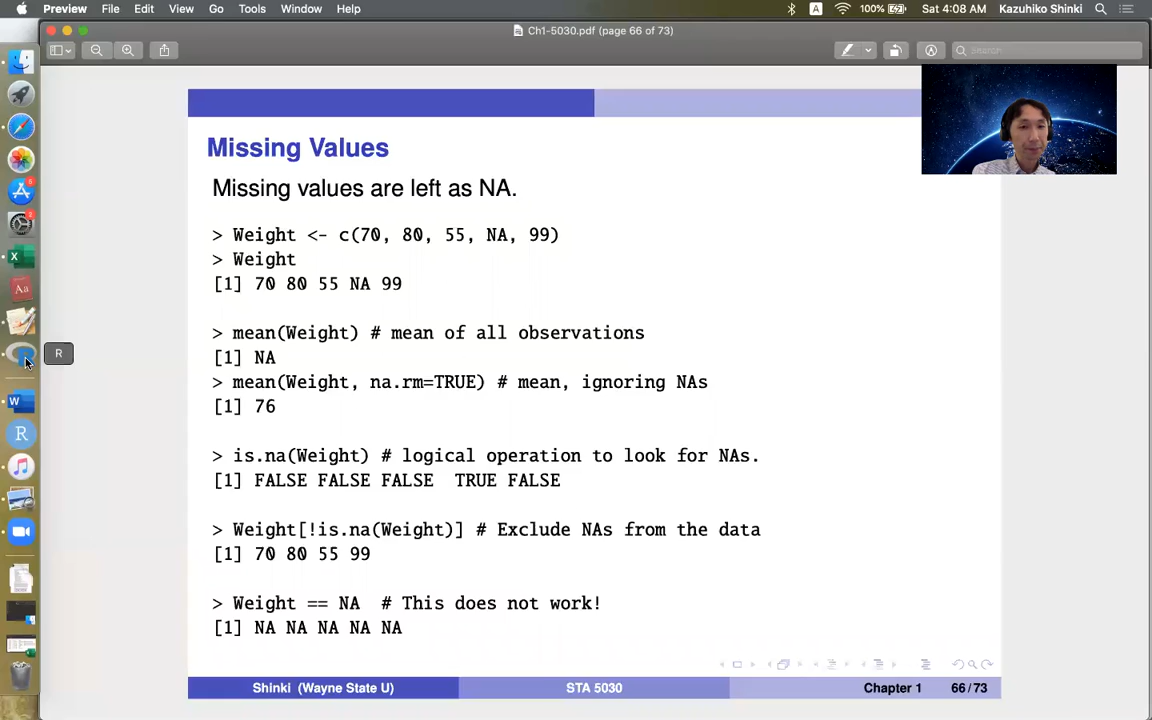 Preview File Edit View Go Tools Window Help
A 100% Sat 4:08 AM Kazuhiko Shinki
Ch1-5030.pdf (page 66 of 73)
Search
Missing Values
Missing values are left as NA.
> Weight <- c(70, 80, 55, NA, 99)
> Weight
[1] 70 80 55 NA 99
> mean(Weight) # mean of all observations
[1] NA
> mean(Weight, na.rm=TRUE) # mean, ignoring NAs
[1] 76
> is.na(Weight) # logical operation to look for NAs.
[1] FALSE FALSE FALSE  TRUE FALSE
> Weight[!is.na(Weight)] # Exclude NAs from the data
[1] 70 80 55 99
> Weight == NA  # This does not work!
[1] NA NA NA NA NA
Shinki (Wayne State U) STA 5030 Chapter 1 66/73
Aa
R
R
W
R